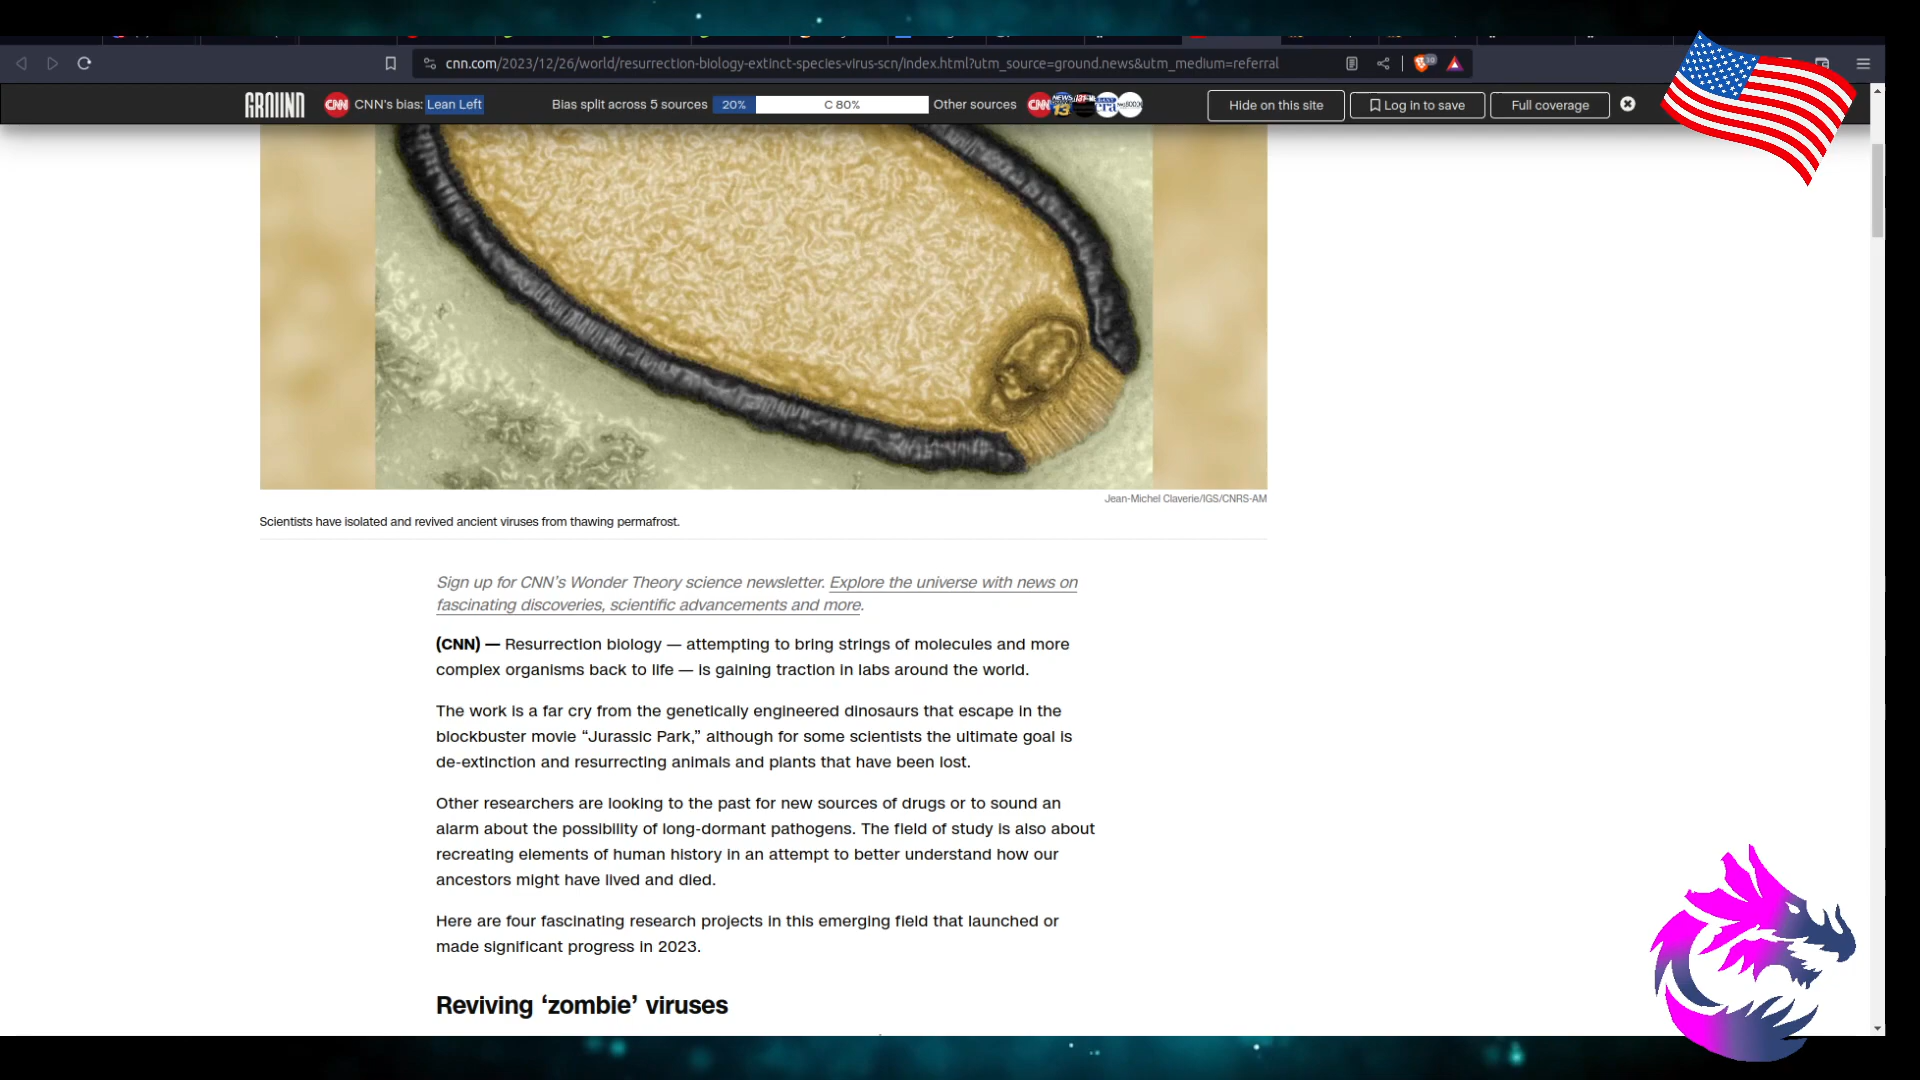 cnn.com/2023/12/26/world/resurrection-biology-extinct-species-virus-scn/index.html?utm_source=ground.news&utm_medium=referral
GROUND CNN CNN's bias: Lean Left Bias split across 5 sources 20% C 80% Other sources CNN NEWS 13 Hide on this site Log in to save Full coverage
Jean-Michel Claverie/IGS/CNRS-AM
Scientists have isolated and revived ancient viruses from thawing permafrost.
Sign up for CNN's Wonder Theory science newsletter. Explore the universe with news on
fascinating discoveries, scientific advancements and more.
(CNN) — Resurrection biology — attempting to bring strings of molecules and more
complex organisms back to life — is gaining traction in labs around the world.
The work is a far cry from the genetically engineered dinosaurs that escape in the
blockbuster movie “Jurassic Park,” although for some scientists the ultimate goal is
de-extinction and resurrecting animals and plants that have been lost.
Other researchers are looking to the past for new sources of drugs or to sound an
alarm about the possibility of long-dormant pathogens. The field of study is also about
recreating elements of human history in an attempt to better understand how our
ancestors might have lived and died.
Here are four fascinating research projects in this emerging field that launched or
made significant progress in 2023.
Reviving ‘zombie’ viruses